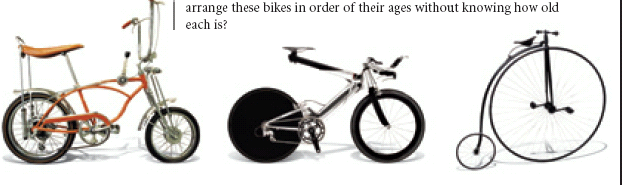 arrange these bikes in order of their ages without knowing how old
each is?